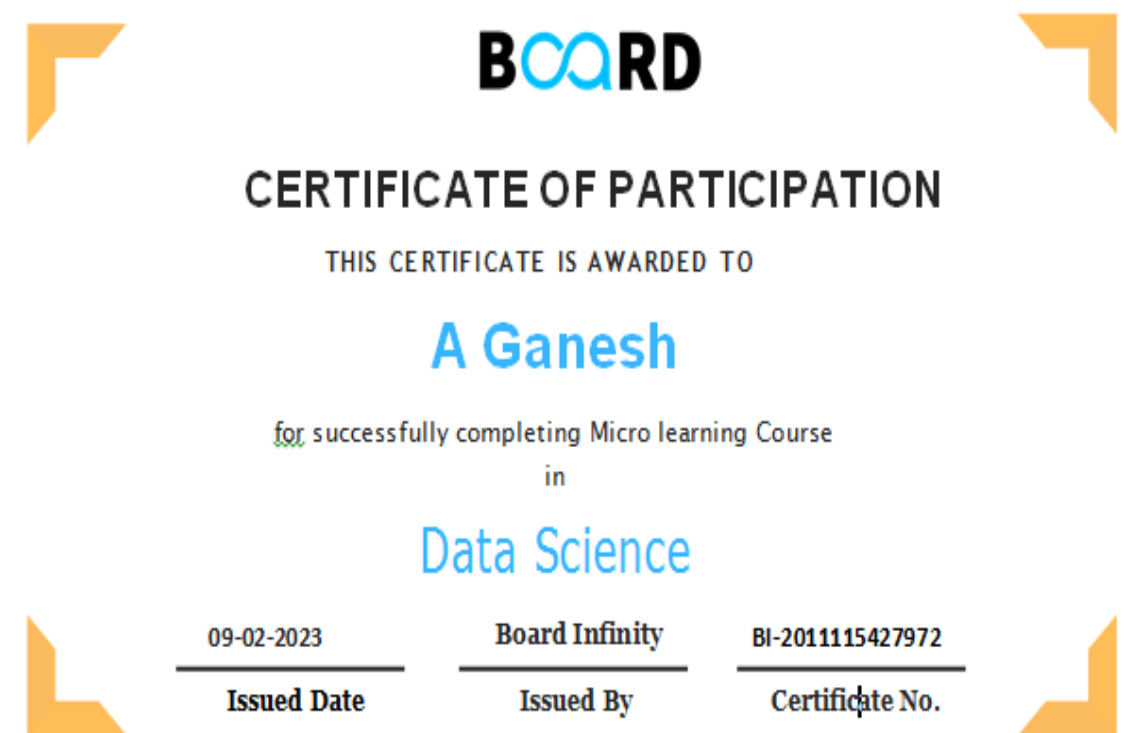 BOARD
CERTIFICATE OF PARTICIPATION
THIS CERTIFICATE IS AWARDED TO
A Ganesh
for successfully completing Micro learning Course
in
Data Science
09-02-2023 Board Infinity BI-2011115427972
Issued Date Issued By Certificate No.